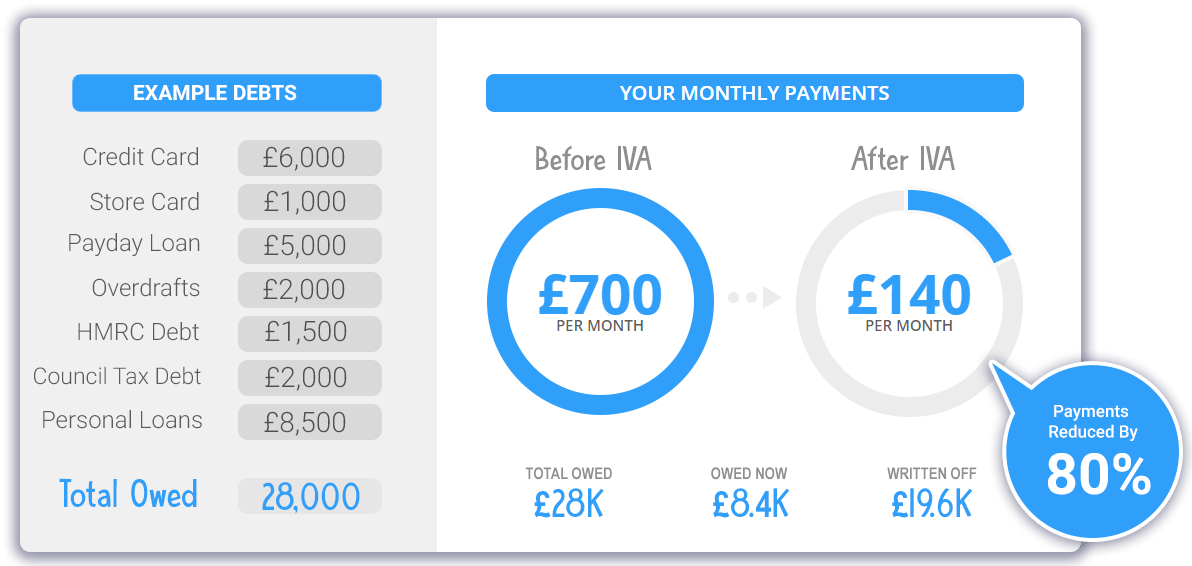 EXAMPLE DEBTS
Credit Card £6,000
Store Card £1,000
Payday Loan £5,000
Overdrafts £2,000
HMRC Debt £1,500
Council Tax Debt £2,000
Personal Loans £8,500
Total Owed 28,000
YOUR MONTHLY PAYMENTS
Before IVA
£700
PER MONTH
After IVA
£140
PER MONTH
Payments
Reduced By
80%
TOTAL OWED
£28K
OWED NOW
£8.4K
WRITTEN OFF
£19.6K